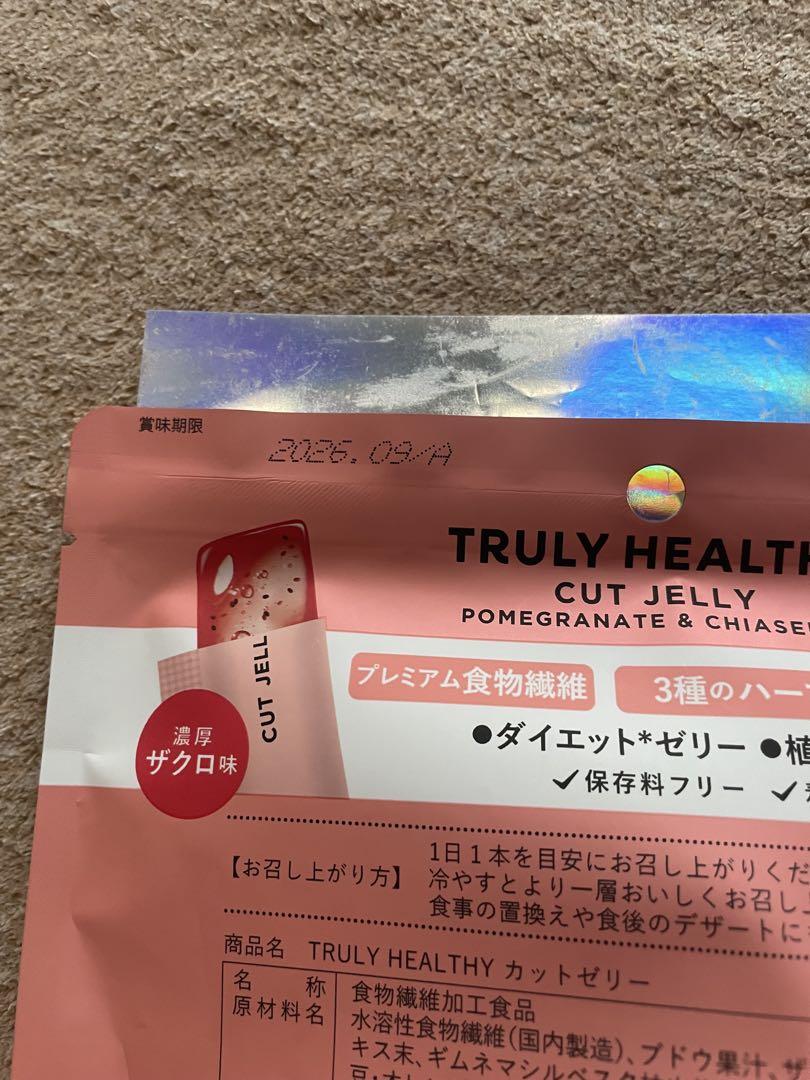 賞味期限
2026.09/A
TRULY HEALTH
CUT JELLY
POMEGRANATE & CHIASE
CUT JELL
プレミアム食物繊維
3種のハー
濃厚
ザクロ味
●ダイエット*ゼリー ●植
✓保存料フリー ✓
【お召し上がり方】
1日1本を目安にお召し上がりくだ
冷やすとより一層おいしくお召し
食事の置換えや食後のデザートに
商品名 TRULY HEALTHY カットゼリー
名称 食物繊維加工食品
原材料名 水溶性食物繊維(国内製造)、ブドウ果汁、ザ
キス末、ギムネマシルベスタ
豆・オレ